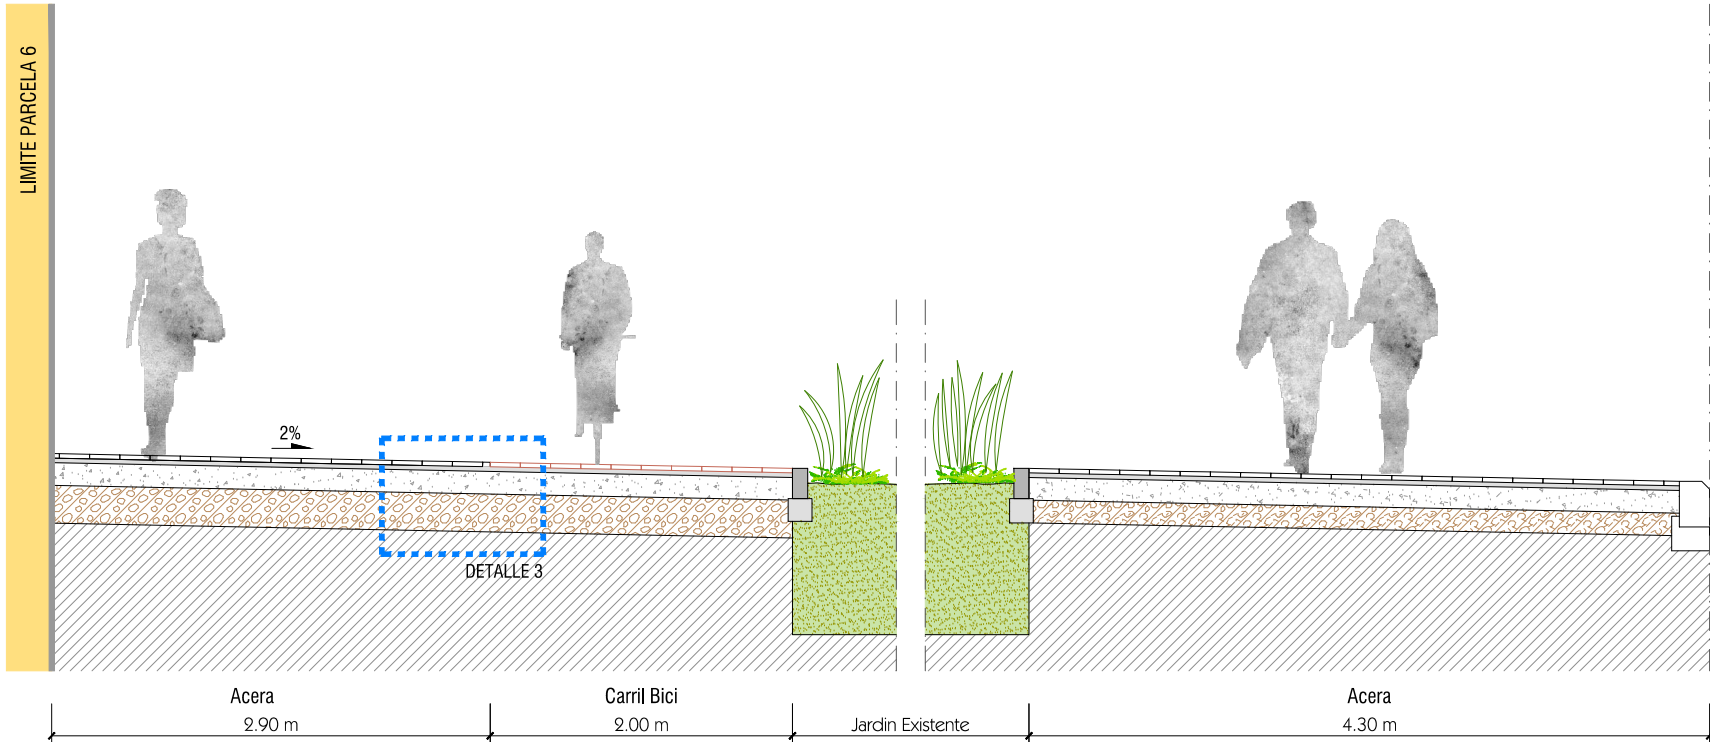 LIMITE PARCELA 6
2%
DETALLE 3
Acera
Carril Bici
Acera
2.90 m
2.00 m
Jardin Existente
4.30 m